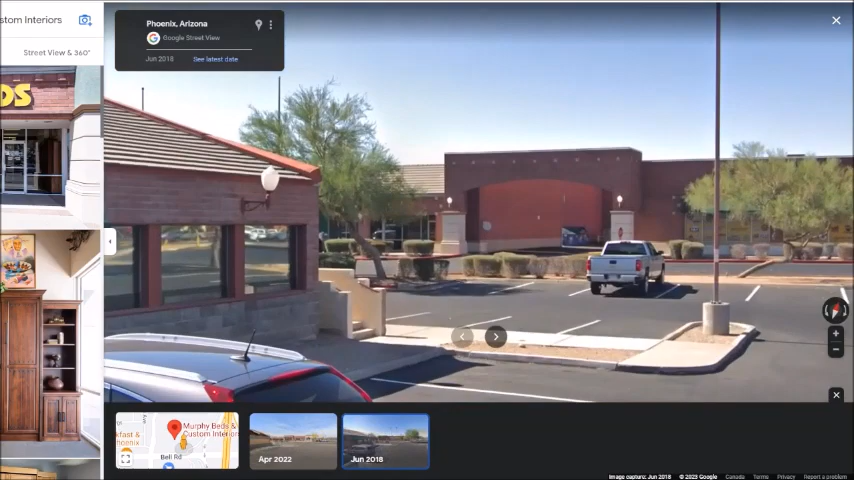 stom Interiors
Street View & 360°
DS
Phoenix, Arizona
Google Street View
Jun 2018
See latest date
Murphy Beds &
Custom Interiors
kfast &
hoenix
Ave
Bell Rd
Apr 2022
Jun 2018
Image capture: Jun 2018 © 2023 Google Canada Terms Privacy Report a problem